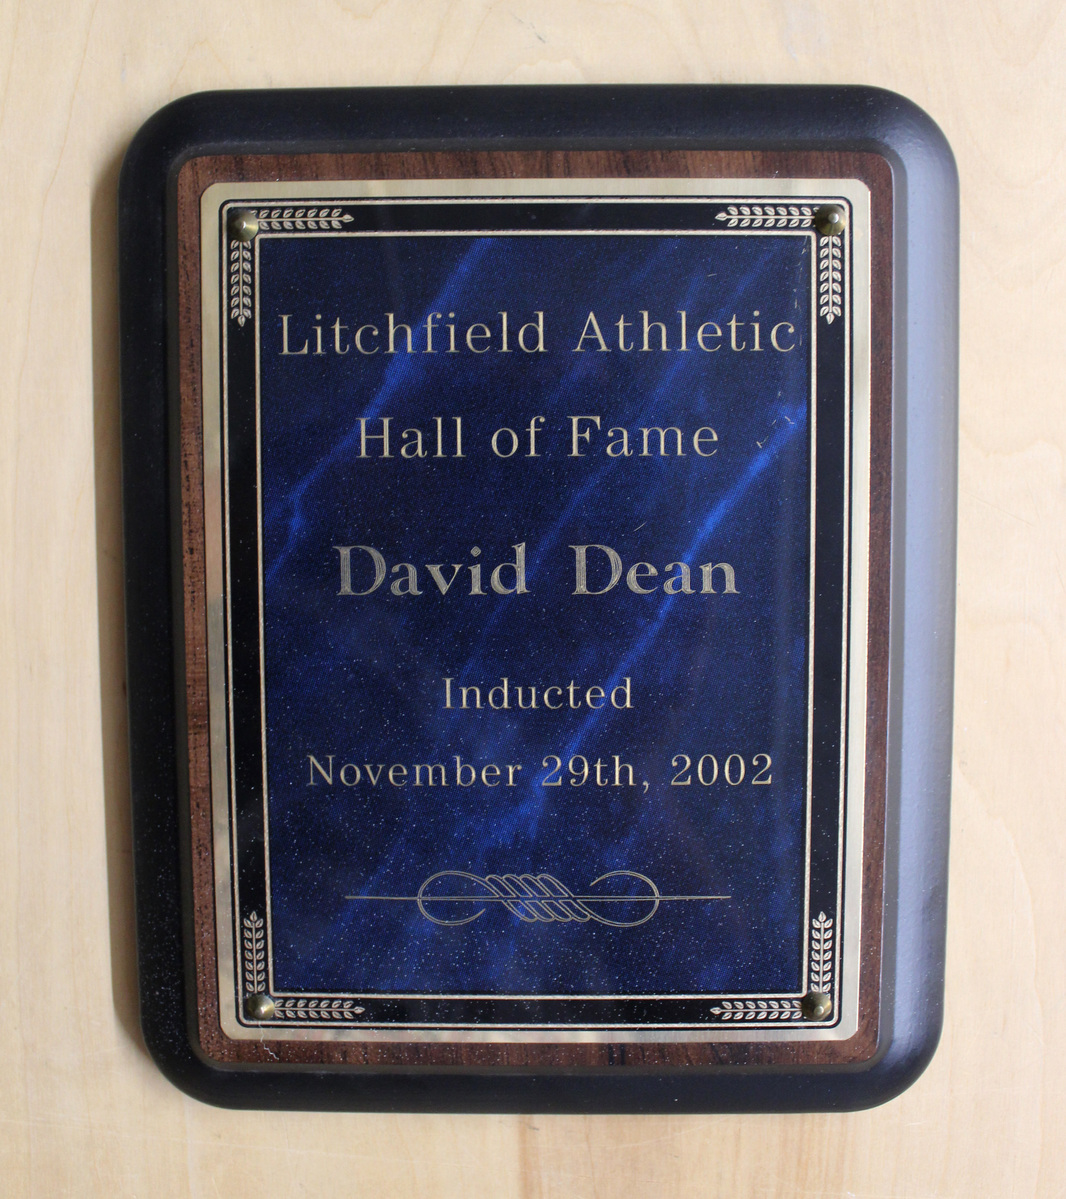 Litchfield Athletic
Hall of Fame
David Dean
Inducted
November 29th, 2002